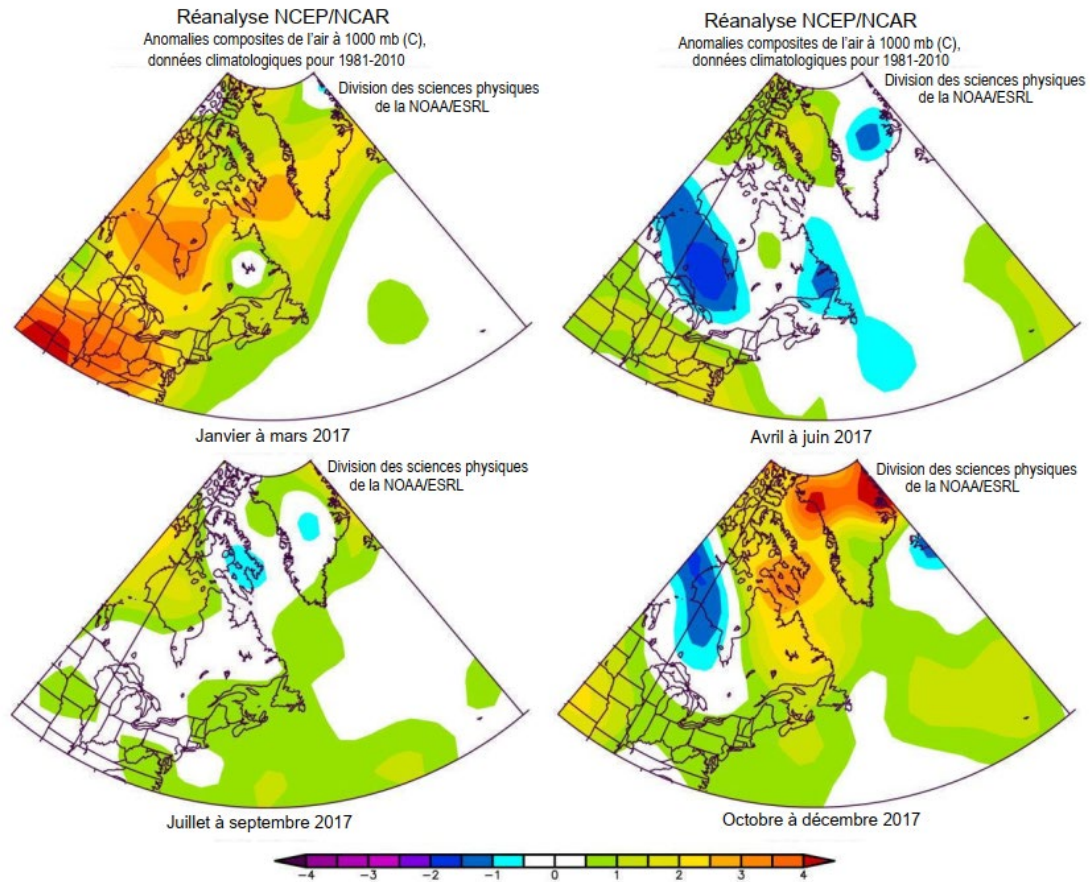 Réanalyse NCEP/NCAR
Anomalies composites de l'air à 1000 mb (C),
données climatologiques pour 1981-2010
Division des sciences physiques
de la NOAA/ESRL
Janvier à mars 2017
Réanalyse NCEP/NCAR
Anomalies composites de l'air à 1000 mb (C),
données climatologiques pour 1981-2010
Division des sciences physiques
de la NOAA/ESRL
Avril à juin 2017
Division des sciences physiques
de la NOAA/ESRL
Juillet à septembre 2017
Division des sciences physiques
de la NOAA/ESRL
Octobre à décembre 2017
-4 -3 -2 -1 0 1 2 3 4